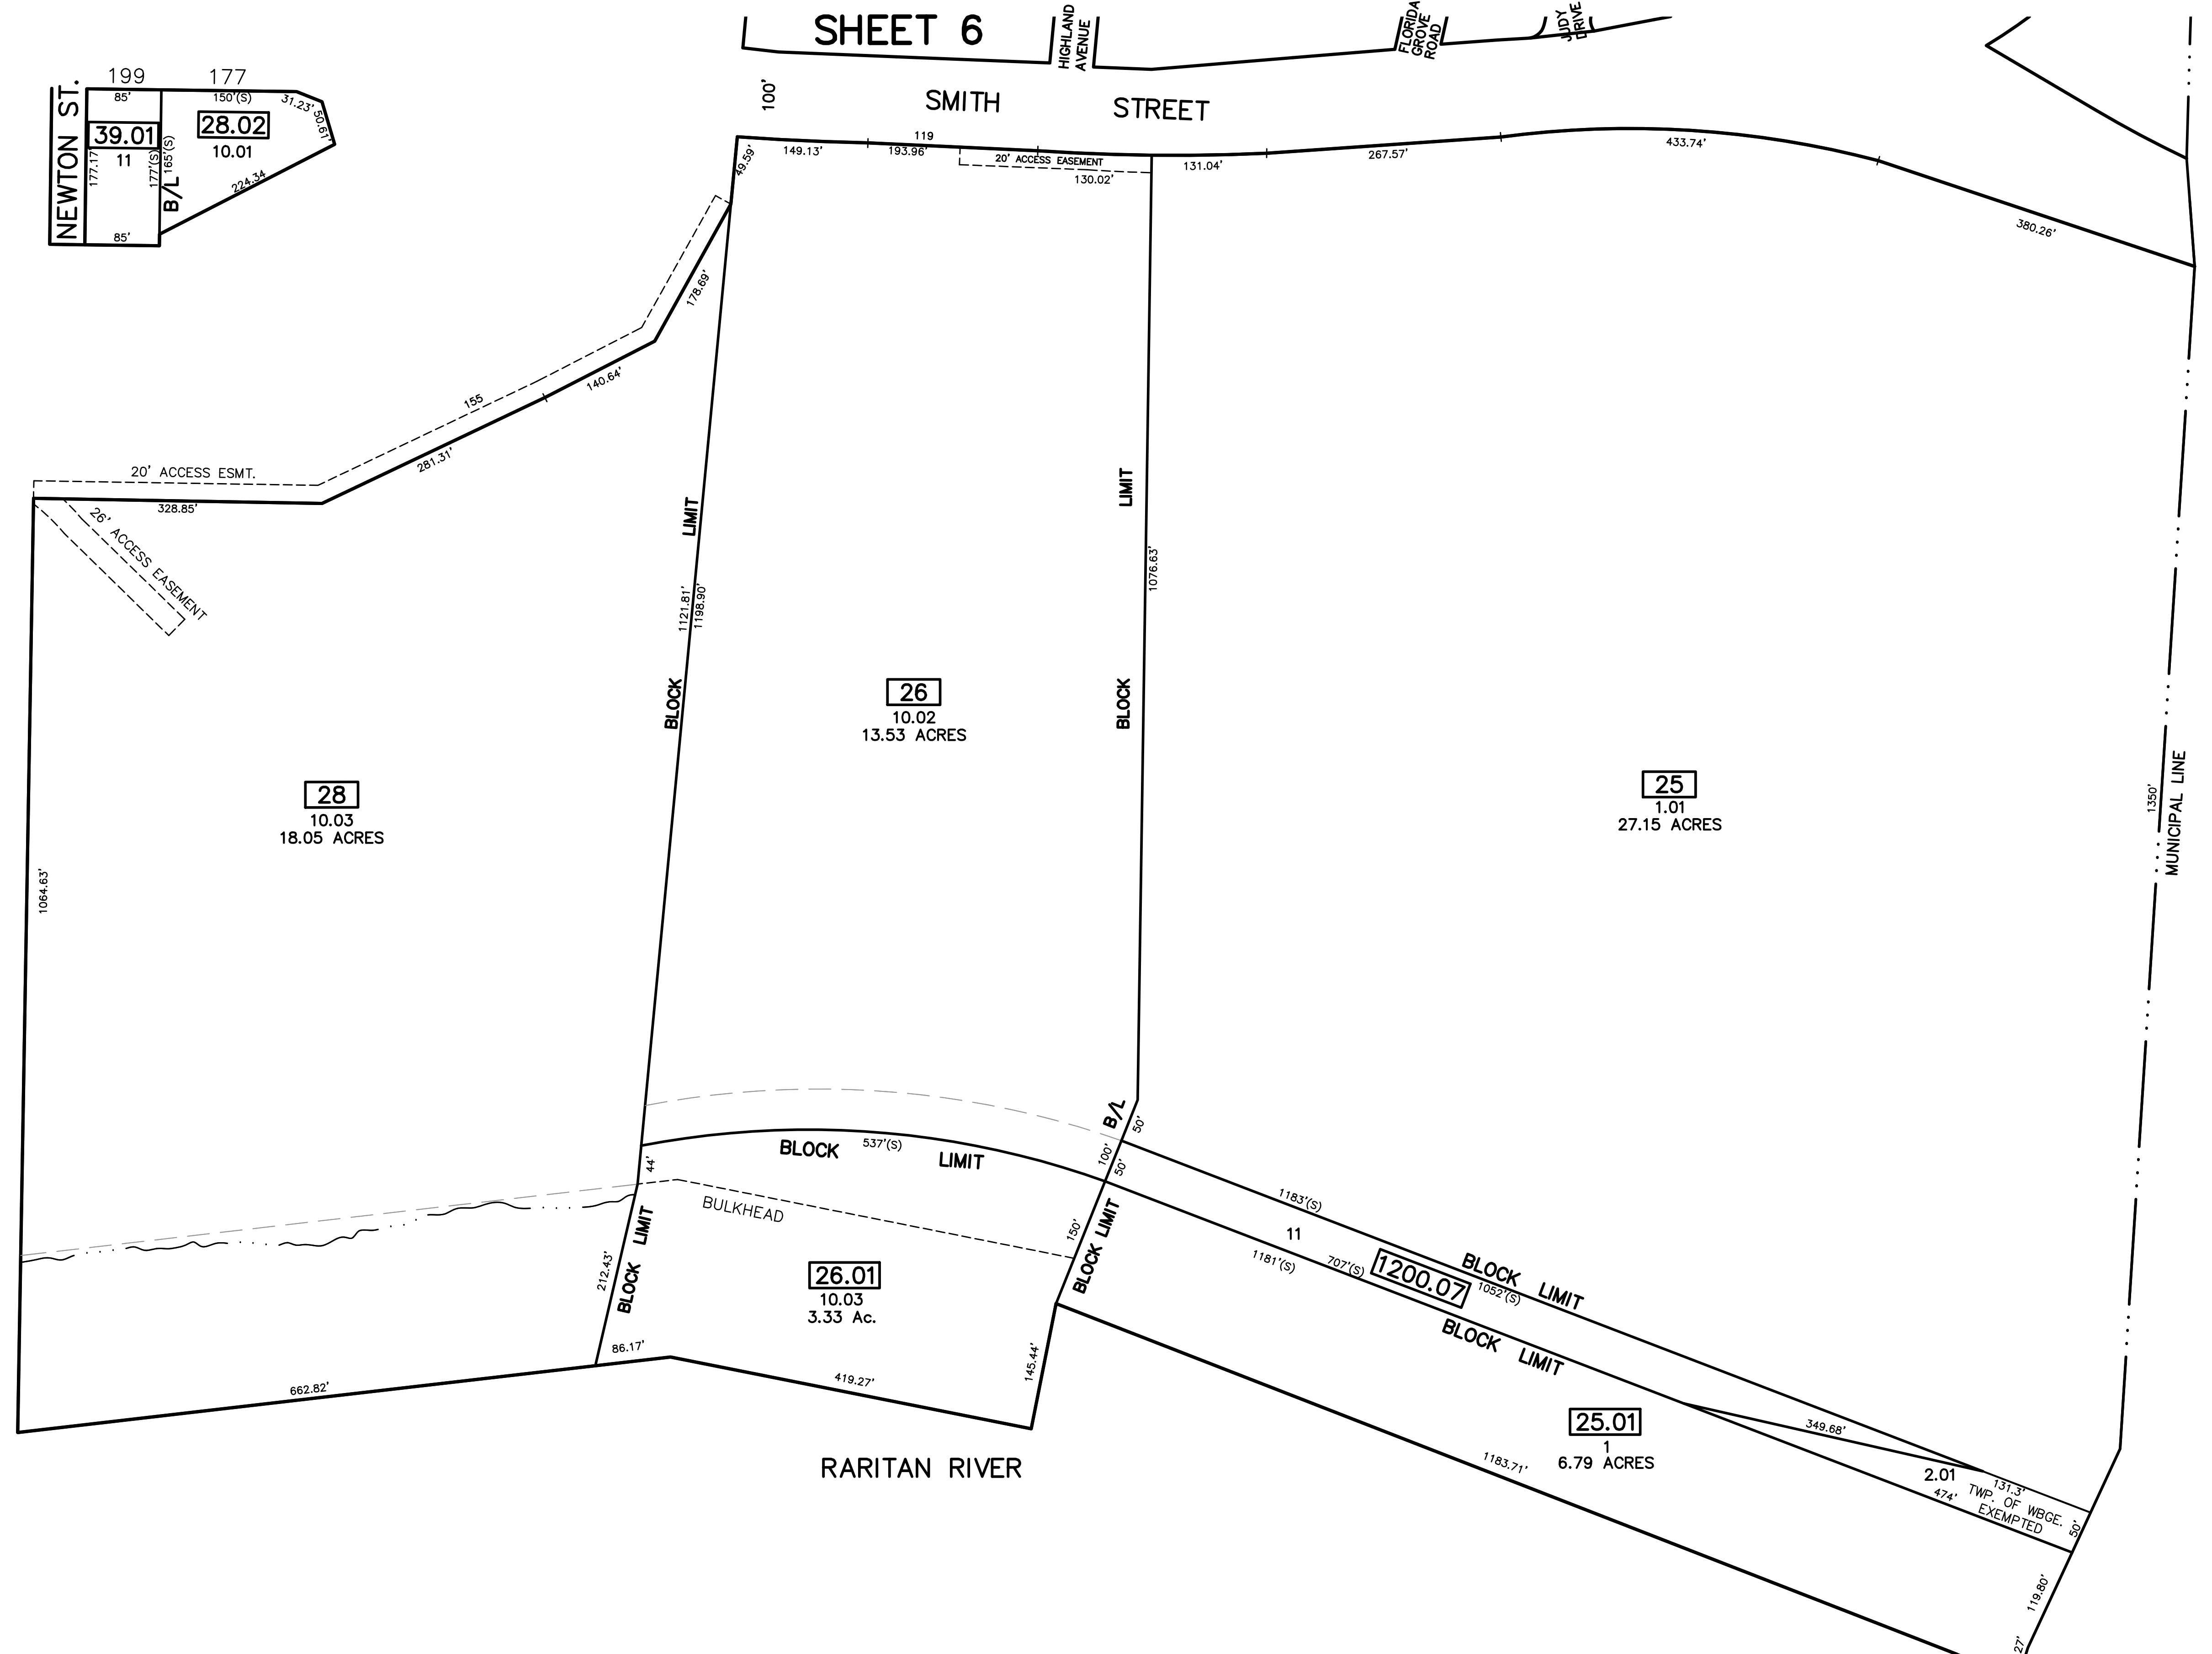 SHEET 6
HIGHLAND
AVENUE
FLORIDA
GROVE
ROAD
JUDY
DRIVE
199
177
NEWTON ST.
85'
150'(S)
31.23'
50.61'
39.01
11
28.02
10.01
177.17'
177'(S)
165'(S)
B/L
224.34
85'
100'
SMITH STREET
119
149.13'
193.96'
20' ACCESS EASEMENT
130.02'
131.04'
267.57'
433.74'
380.26'
49.59'
178.69'
140.64'
155
281.31'
20' ACCESS ESMT.
328.85'
26' ACCESS EASEMENT
BLOCK LIMIT
1121.81'
1198.90'
BLOCK LIMIT
1076.63'
26
10.02
13.53 ACRES
28
10.03
18.05 ACRES
25
1.01
27.15 ACRES
1350'
MUNICIPAL LINE
1064.63'
B/L
50'
100'
50'
BLOCK LIMIT
537'(S)
44'
BULKHEAD
BLOCK LIMIT
212.43'
150'
BLOCK LIMIT
26.01
10.03
3.33 Ac.
86.17'
662.82'
419.27'
145.44'
RARITAN RIVER
1183'(S)
11
1181'(S)
707'(S)
1200.07
1052'(S)
BLOCK LIMIT
BLOCK LIMIT
25.01
1
6.79 ACRES
1183.71'
349.68'
2.01
131.3'
474'
TWP. OF WBGE.
EXEMPTED
50'
119.80'
27'